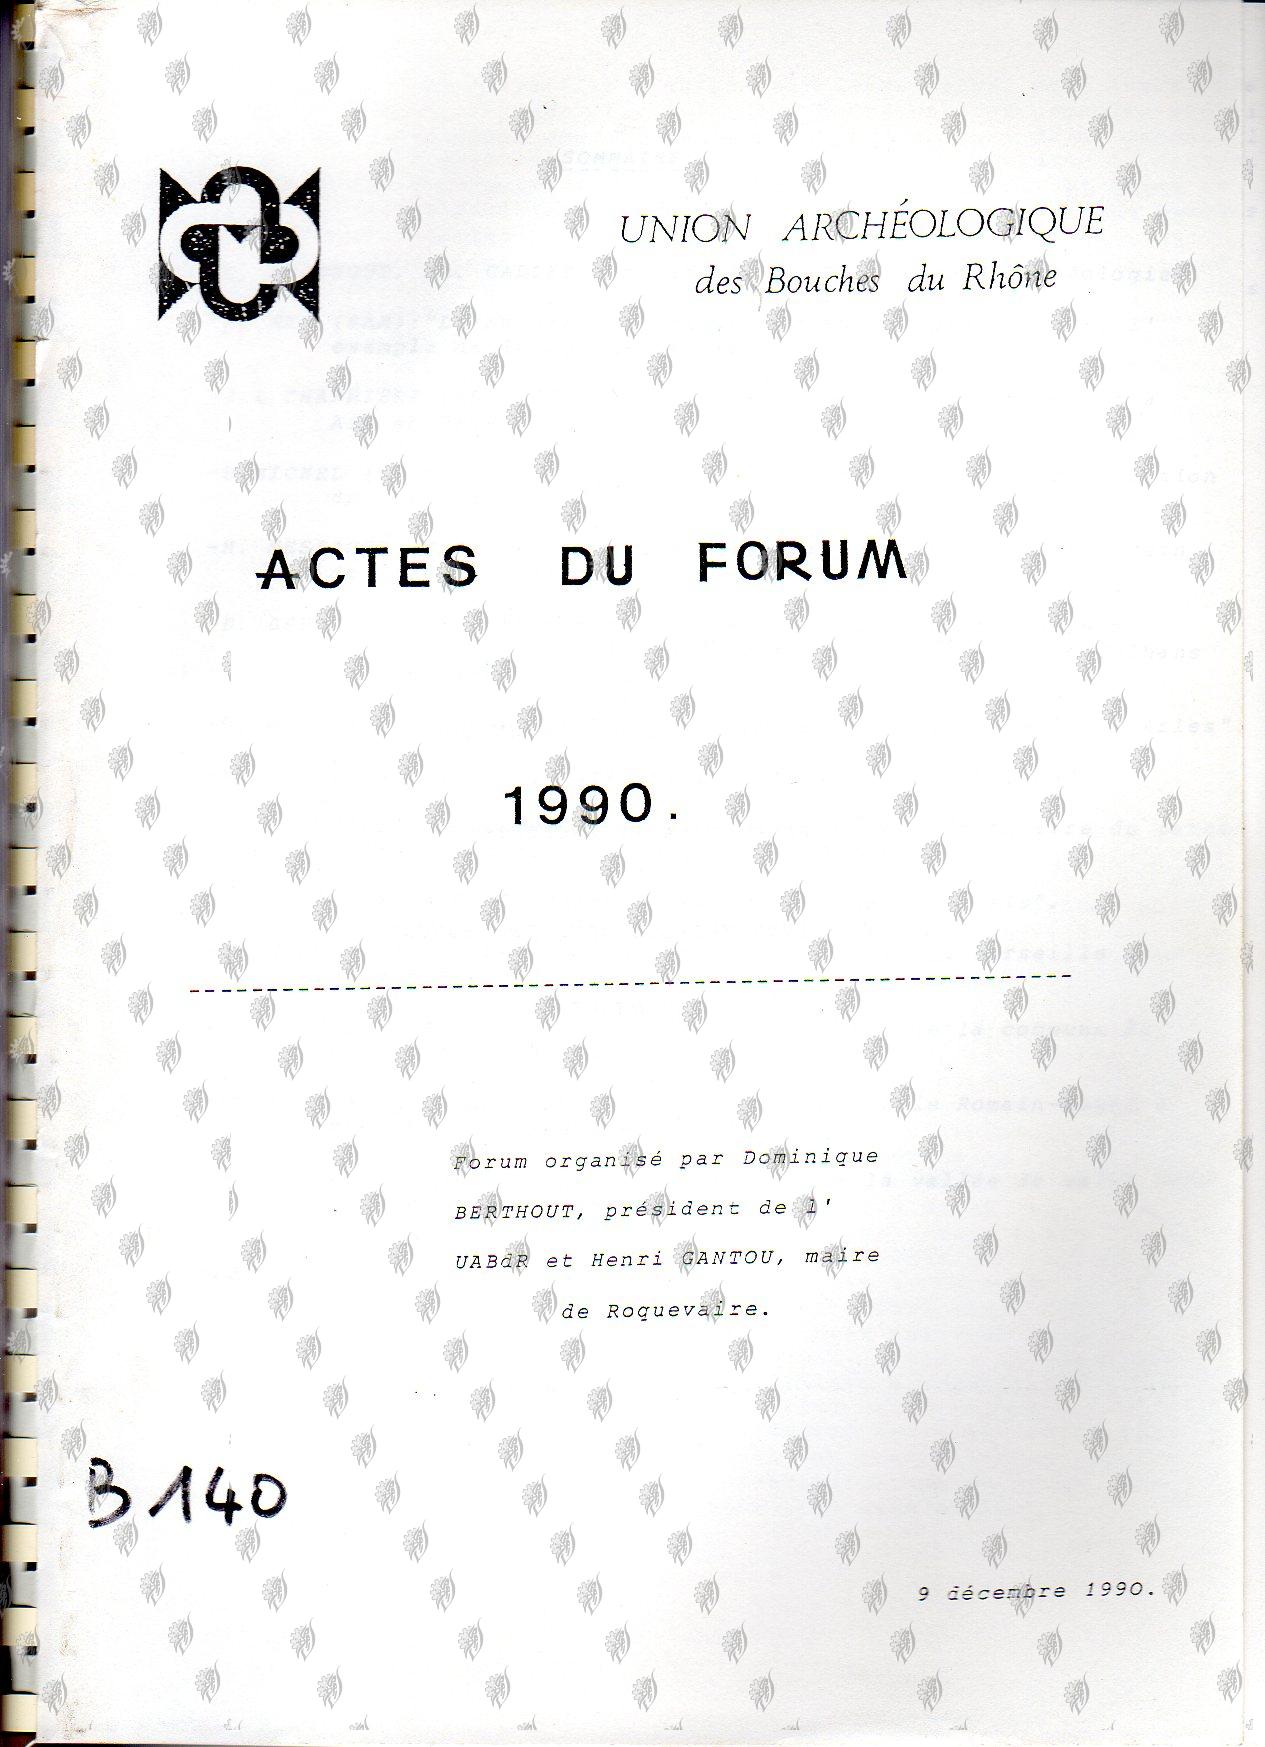 UNION ARCHÉOLOGIQUE
des Bouches du Rhône
ACTES DU FORUM
1990.
Forum organisé par Dominique
BERTHOUT, président de l'
UABdR et Henri GANTOU, maire
de Roquevaire.
B 140
9 décembre 1990.